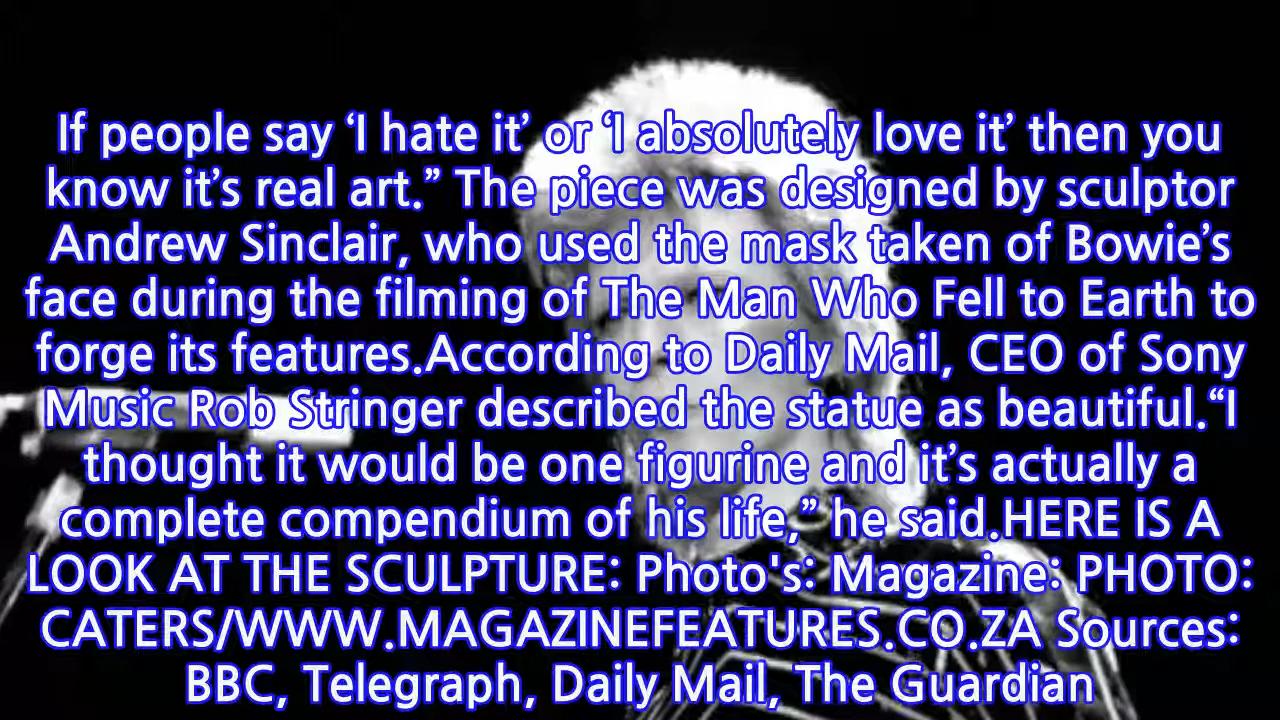 If people say ‘I hate it’ or ‘I absolutely love it’ then you
know it’s real art.” The piece was designed by sculptor
Andrew Sinclair, who used the mask taken of Bowie’s
face during the filming of The Man Who Fell to Earth to
forge its features.According to Daily Mail, CEO of Sony
Music Rob Stringer described the statue as beautiful.“I
thought it would be one figurine and it’s actually a
complete compendium of his life,” he said.HERE IS A
LOOK AT THE SCULPTURE: Photo's: Magazine: PHOTO:
CATERS/WWW.MAGAZINEFEATURES.CO.ZA Sources:
BBC, Telegraph, Daily Mail, The Guardian